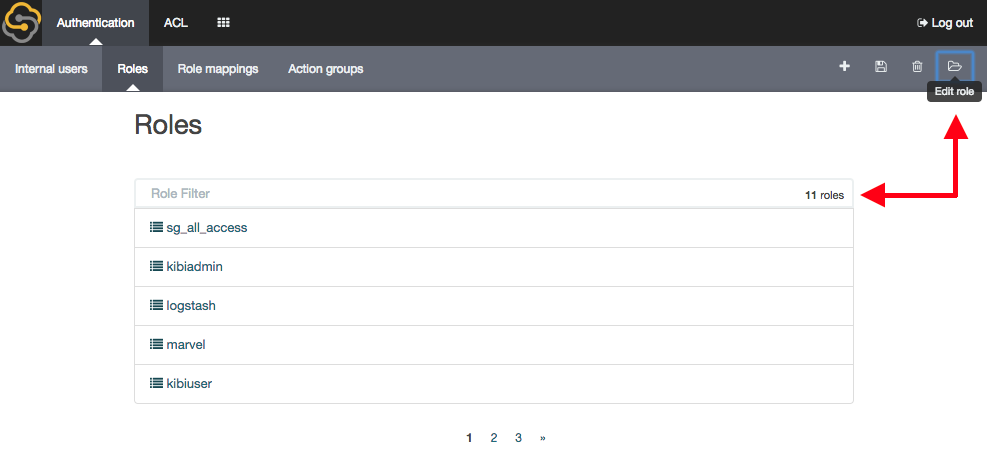 Authentication ACL Log out
Internal users Roles Role mappings Action groups
Edit role
Roles
Role Filter 11 roles
sg_all_access
kibiadmin
logstash
marvel
kibiuser
1 2 3 »